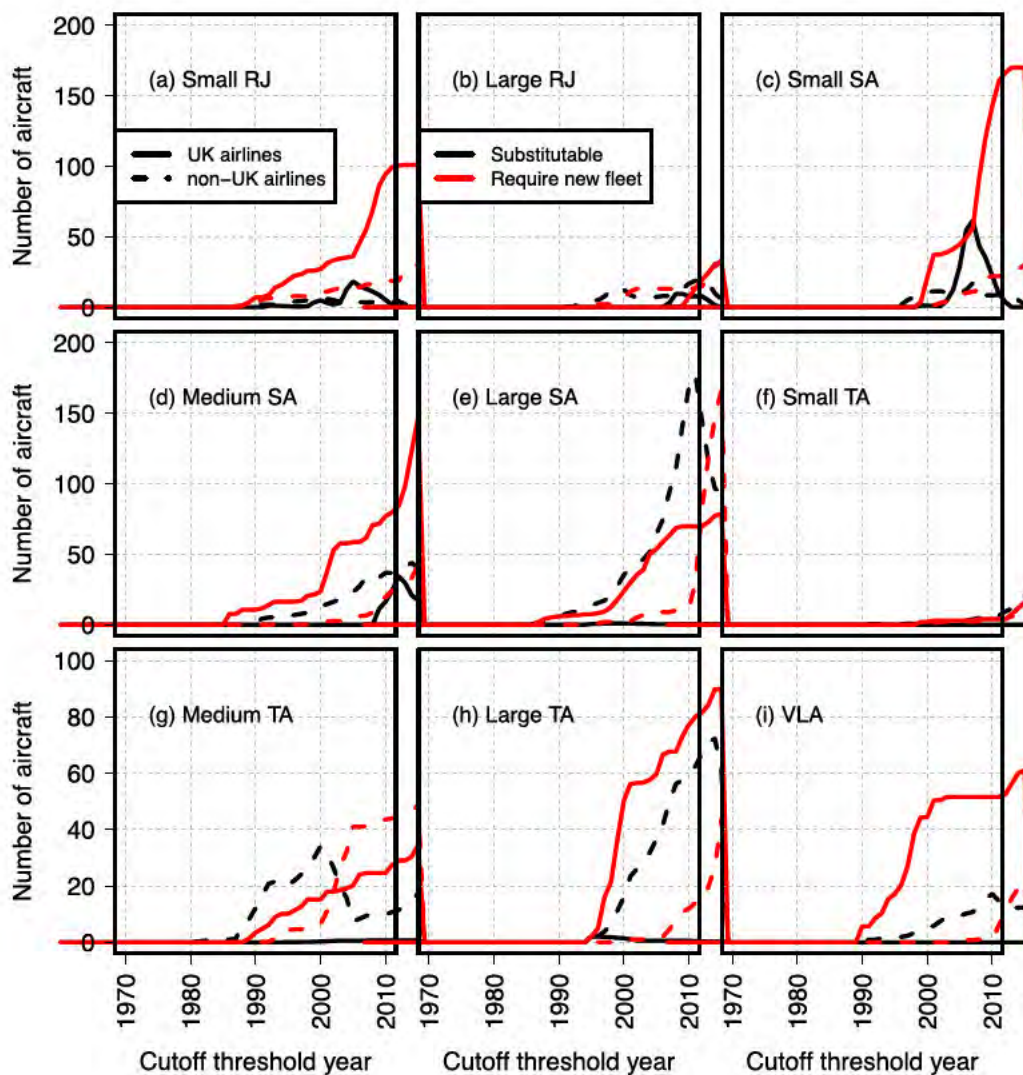 200
(a) Small RJ
(b) Large RJ
(c) Small SA
150
UK airlines
non−UK airlines
Substitutable
Require new fleet
100
50
0
Number of aircraft
200
(d) Medium SA
(e) Large SA
(f) Small TA
150
100
50
0
Number of aircraft
100
(g) Medium TA
(h) Large TA
(i) VLA
80
60
40
20
0
Number of aircraft
1970
1980
1990
2000
2010
1970
1980
1990
2000
2010
1970
1980
1990
2000
2010
Cutoff threshold year
Cutoff threshold year
Cutoff threshold year